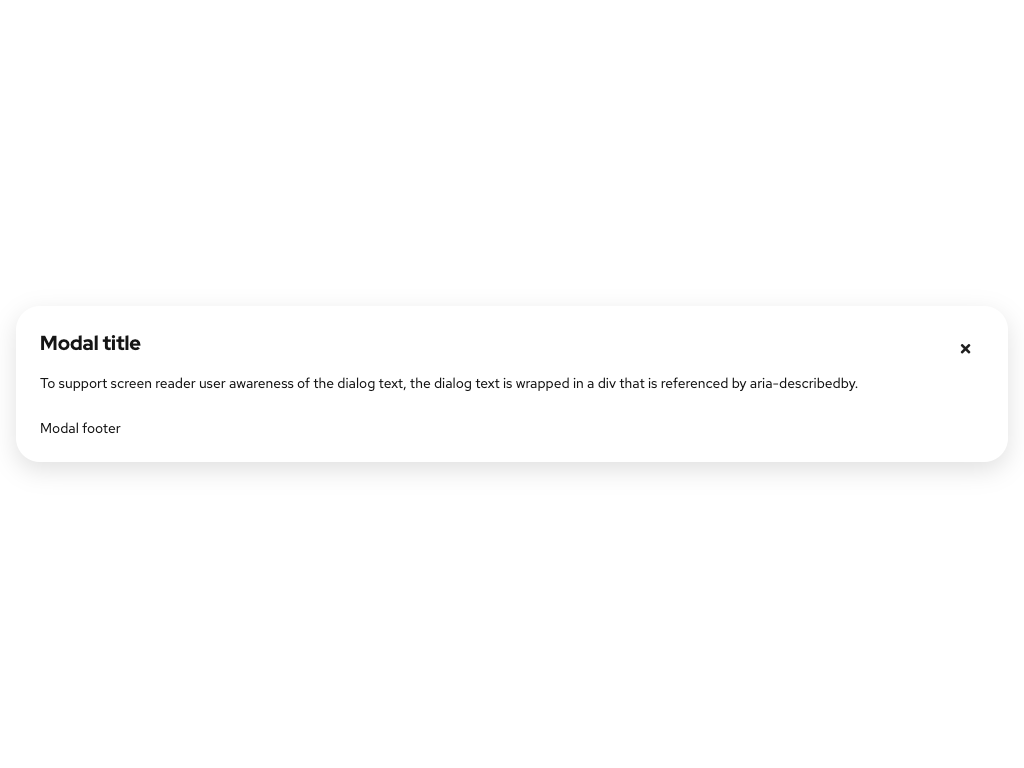 Modal title
To support screen reader user awareness of the dialog text, the dialog text is wrapped in a div that is referenced by aria-describedby.
Modal footer